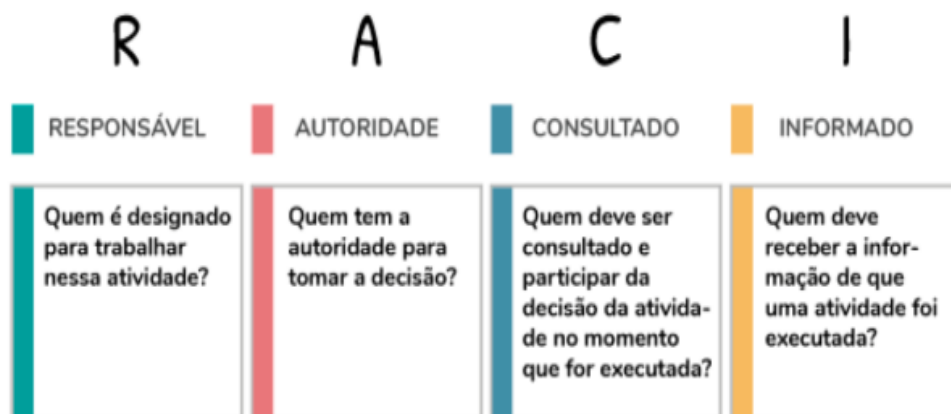 R
A
C
I
RESPONSÁVEL
AUTORIDADE
CONSULTADO
INFORMADO
Quem é designado
para trabalhar
nessa atividade?
Quem tem a
autoridade para
tomar a decisão?
Quem deve ser
consultado e
participar da
decisão da ativida-
de no momento
que for executada?
Quem deve
receber a infor-
mação de que
uma atividade foi
executada?